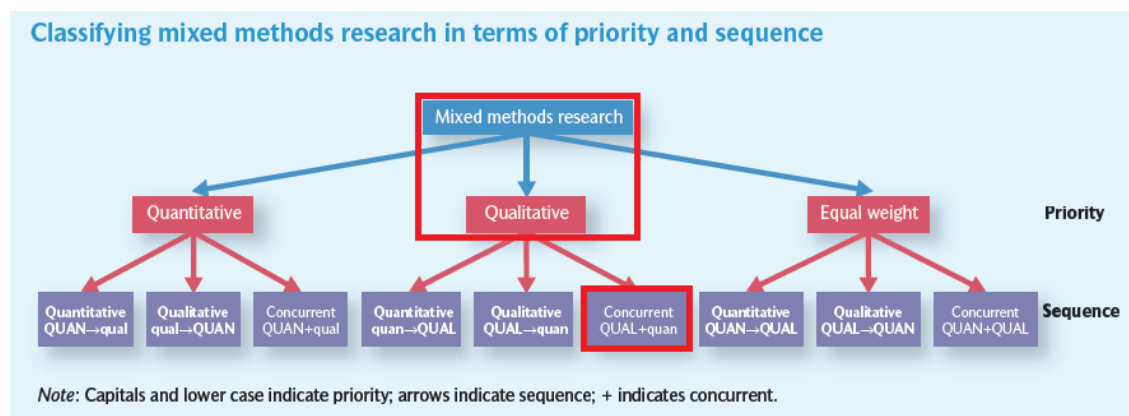 Classifying mixed methods research in terms of priority and sequence
Mixed methods research
Quantitative
Qualitative
Equal weight
Priority
Quantitative
QUAN→qual
Qualitative
qual→QUAN
Concurrent
QUAN+qual
Quantitative
quan→QUAL
Qualitative
QUAL→quan
Concurrent
QUAL+quan
Quantitative
QUAN→QUAL
Qualitative
QUAL→QUAN
Concurrent
QUAN+QUAL
Sequence
Note: Capitals and lower case indicate priority; arrows indicate sequence; + indicates concurrent.